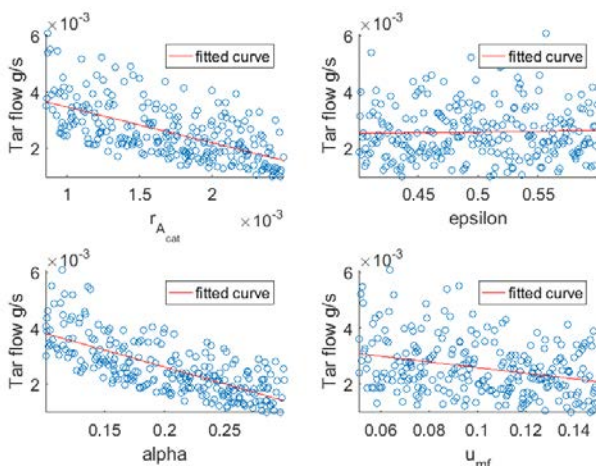 × 10⁻³
6
4
2
Tar flow g/s
fitted curve
1
1.5
2
× 10⁻³
r_A_cat
× 10⁻³
6
4
2
Tar flow g/s
fitted curve
0.45
0.5
0.55
epsilon
× 10⁻³
6
4
2
Tar flow g/s
fitted curve
0.15
0.2
0.25
alpha
× 10⁻³
6
4
2
Tar flow g/s
fitted curve
0.06
0.08
0.1
0.12
0.14
u_mf